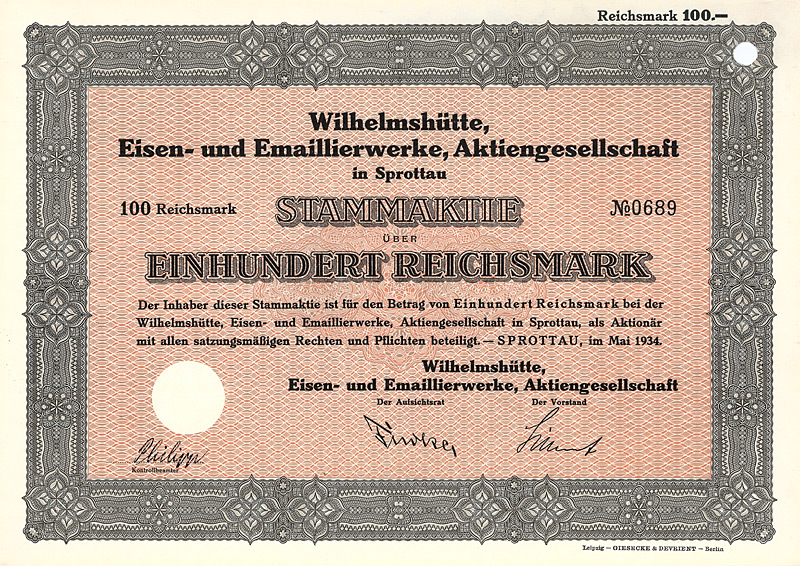 Reichsmark 100.—
Wilhelmshütte,
Eisen- und Emaillierwerke, Aktiengesellschaft
in Sprottau
100 Reichsmark STAMMAKTIE №0689
ÜBER
EINHUNDERT REICHSMARK
Der Inhaber dieser Stammaktie ist für den Betrag von Einhundert Reichsmark bei der
Wilhelmshütte, Eisen- und Emaillierwerke, Aktiengesellschaft in Sprottau, als Aktionär
mit allen satzungsmäßigen Rechten und Pflichten beteiligt. — SPROTTAU, im Mai 1934.
Wilhelmshütte,
Eisen- und Emaillierwerke, Aktiengesellschaft
Der Aufsichtsrat Der Vorstand
Philipp
Kontrollbeamter
Leipzig — GIESECKE & DEVRIENT — Berlin